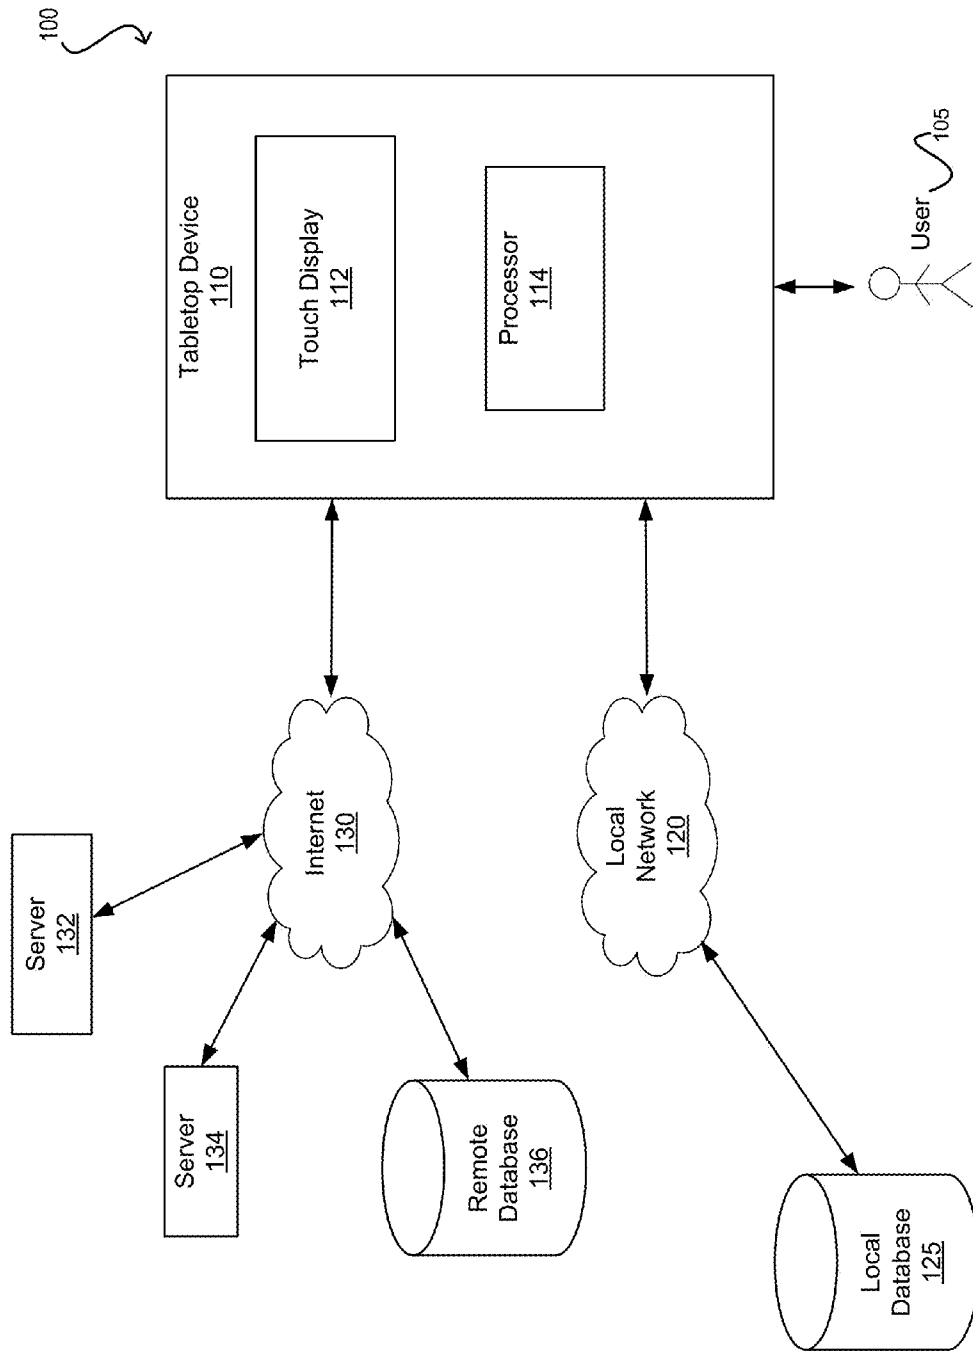 100
Tabletop Device
110
Touch Display
112
Processor
114
User
105
Internet
130
Local
Network
120
Server
132
Server
134
Remote
Database
136
Local
Database
125